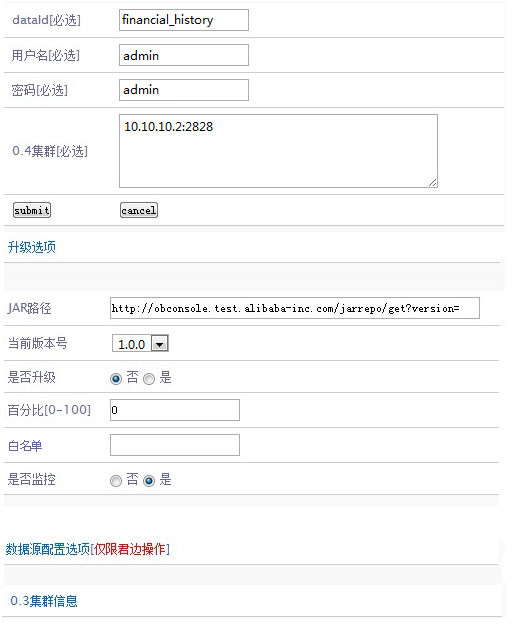 dataId[必选] financial_history
用户名[必选] admin
密码[必选] admin
0.4集群[必选] 10.10.10.2:2828
submit cancel
升级选项
JAR路径 http://obconsole.test.alibaba-inc.com/jarrepo/get?version=
当前版本号 1.0.0
是否升级 否 是
百分比[0-100] 0
白名单
是否监控 否 是
数据源配置选项[仅限君边操作]
0.3集群信息